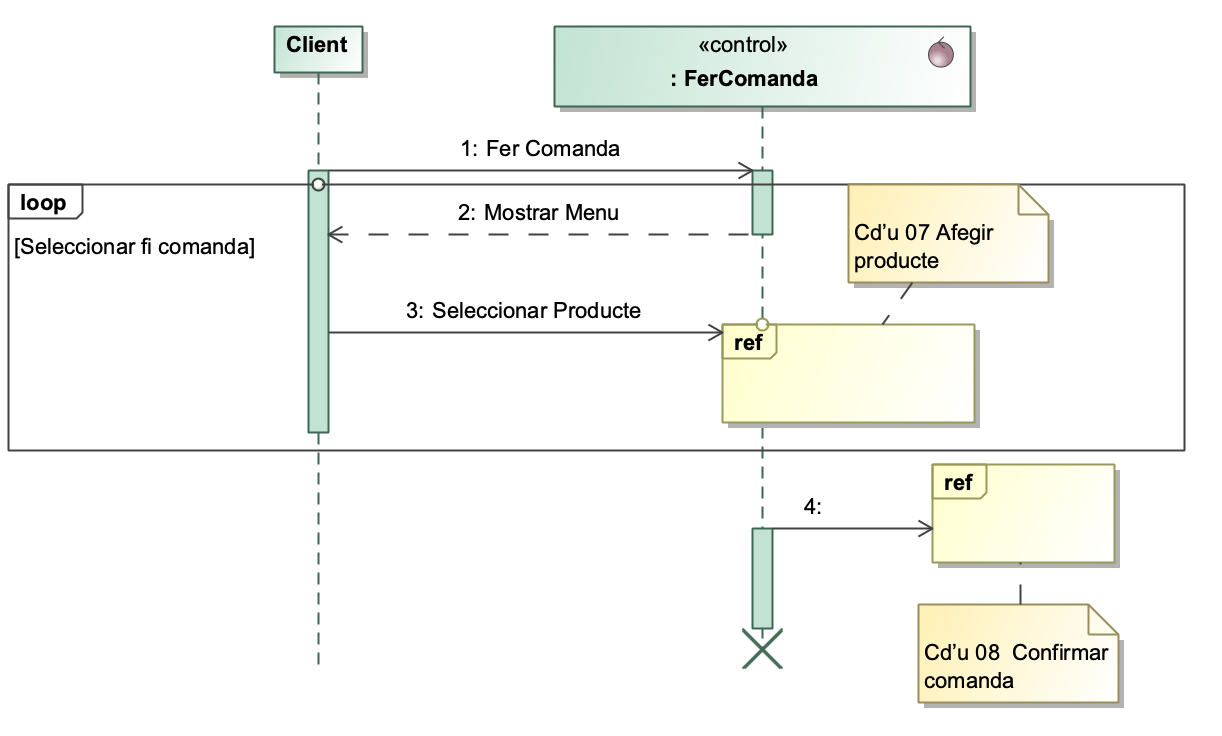 Client
«control»
: FerComanda
1: Fer Comanda
loop
2: Mostrar Menu
[Seleccionar fi comanda]
Cd’u 07 Afegir
producte
3: Seleccionar Producte
ref
ref
4:
Cd’u 08  Confirmar
comanda